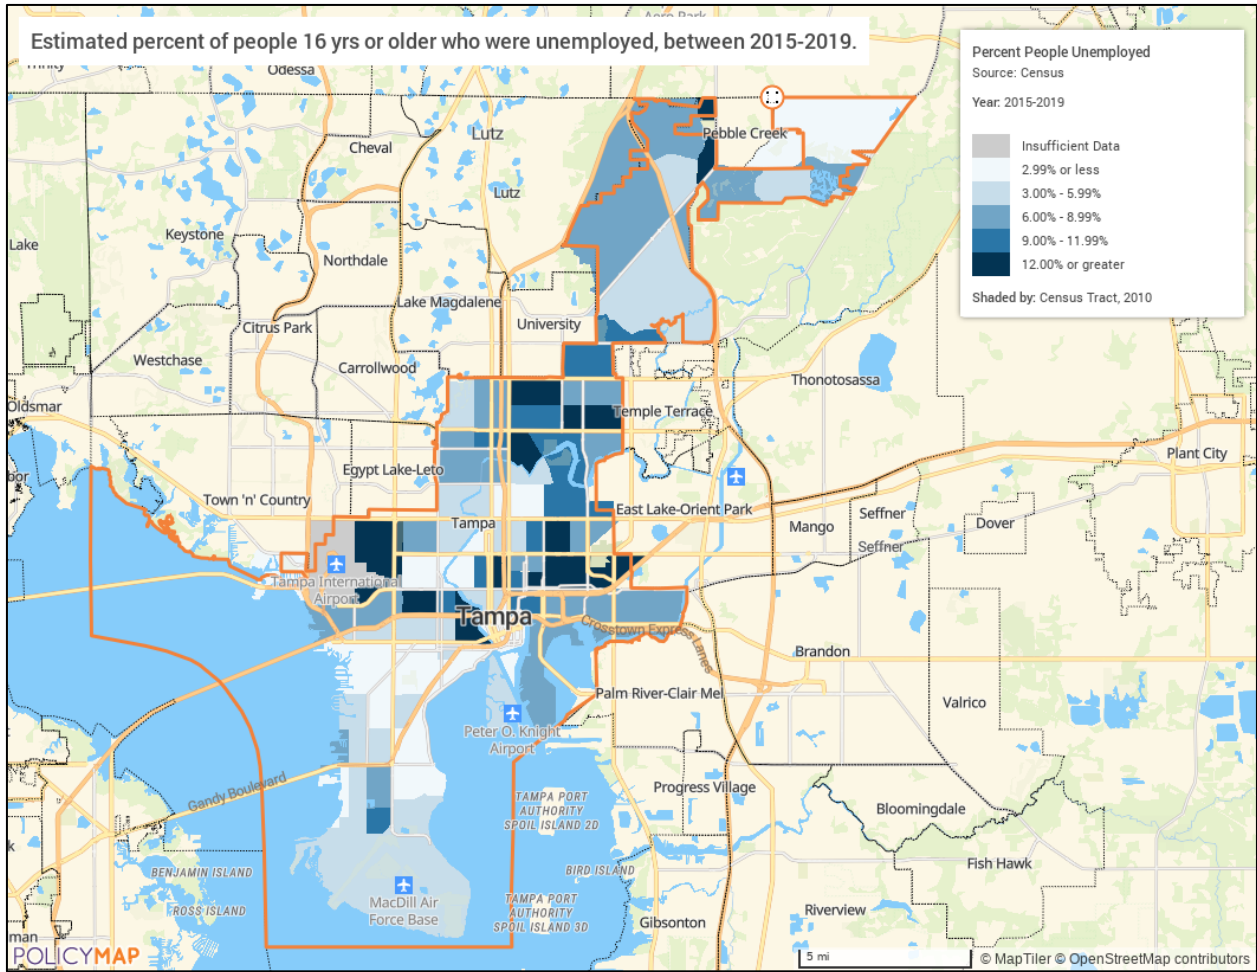 Aero Park
Estimated percent of people 16 yrs or older who were unemployed, between 2015-2019.
Percent People Unemployed
Source: Census
Year: 2015-2019
Insufficient Data
2.99% or less
3.00% - 5.99%
6.00% - 8.99%
9.00% - 11.99%
12.00% or greater
Shaded by: Census Tract, 2010
Trinity
Odessa
Lutz
Pebble Creek
Cheval
Lutz
Keystone
Lake
Northdale
Lake Magdalene
University
Citrus Park
Westchase
Carrollwood
Thonotosassa
Oldsmar
Temple Terrace
Plant City
Egypt Lake-Leto
bor
Town 'n' Country
East Lake-Orient Park
Seffner
Tampa
Mango
Dover
Seffner
Tampa International
Airport
Tampa
Crosstown Express Lanes
Brandon
Palm River-Clair Mel
Valrico
Peter O. Knight
Airport
Gandy Boulevard
Progress Village
TAMPA PORT
AUTHORITY
SPOIL ISLAND 2D
Bloomingdale
k
BENJAMIN ISLAND
BIRD ISLAND
Fish Hawk
MacDill Air
Force Base
ROSS ISLAND
TAMPA PORT
AUTHORITY
SPOIL ISLAND 3D
Riverview
Gibsonton
man
POLICYMAP
5 mi
© MapTiler © OpenStreetMap contributors